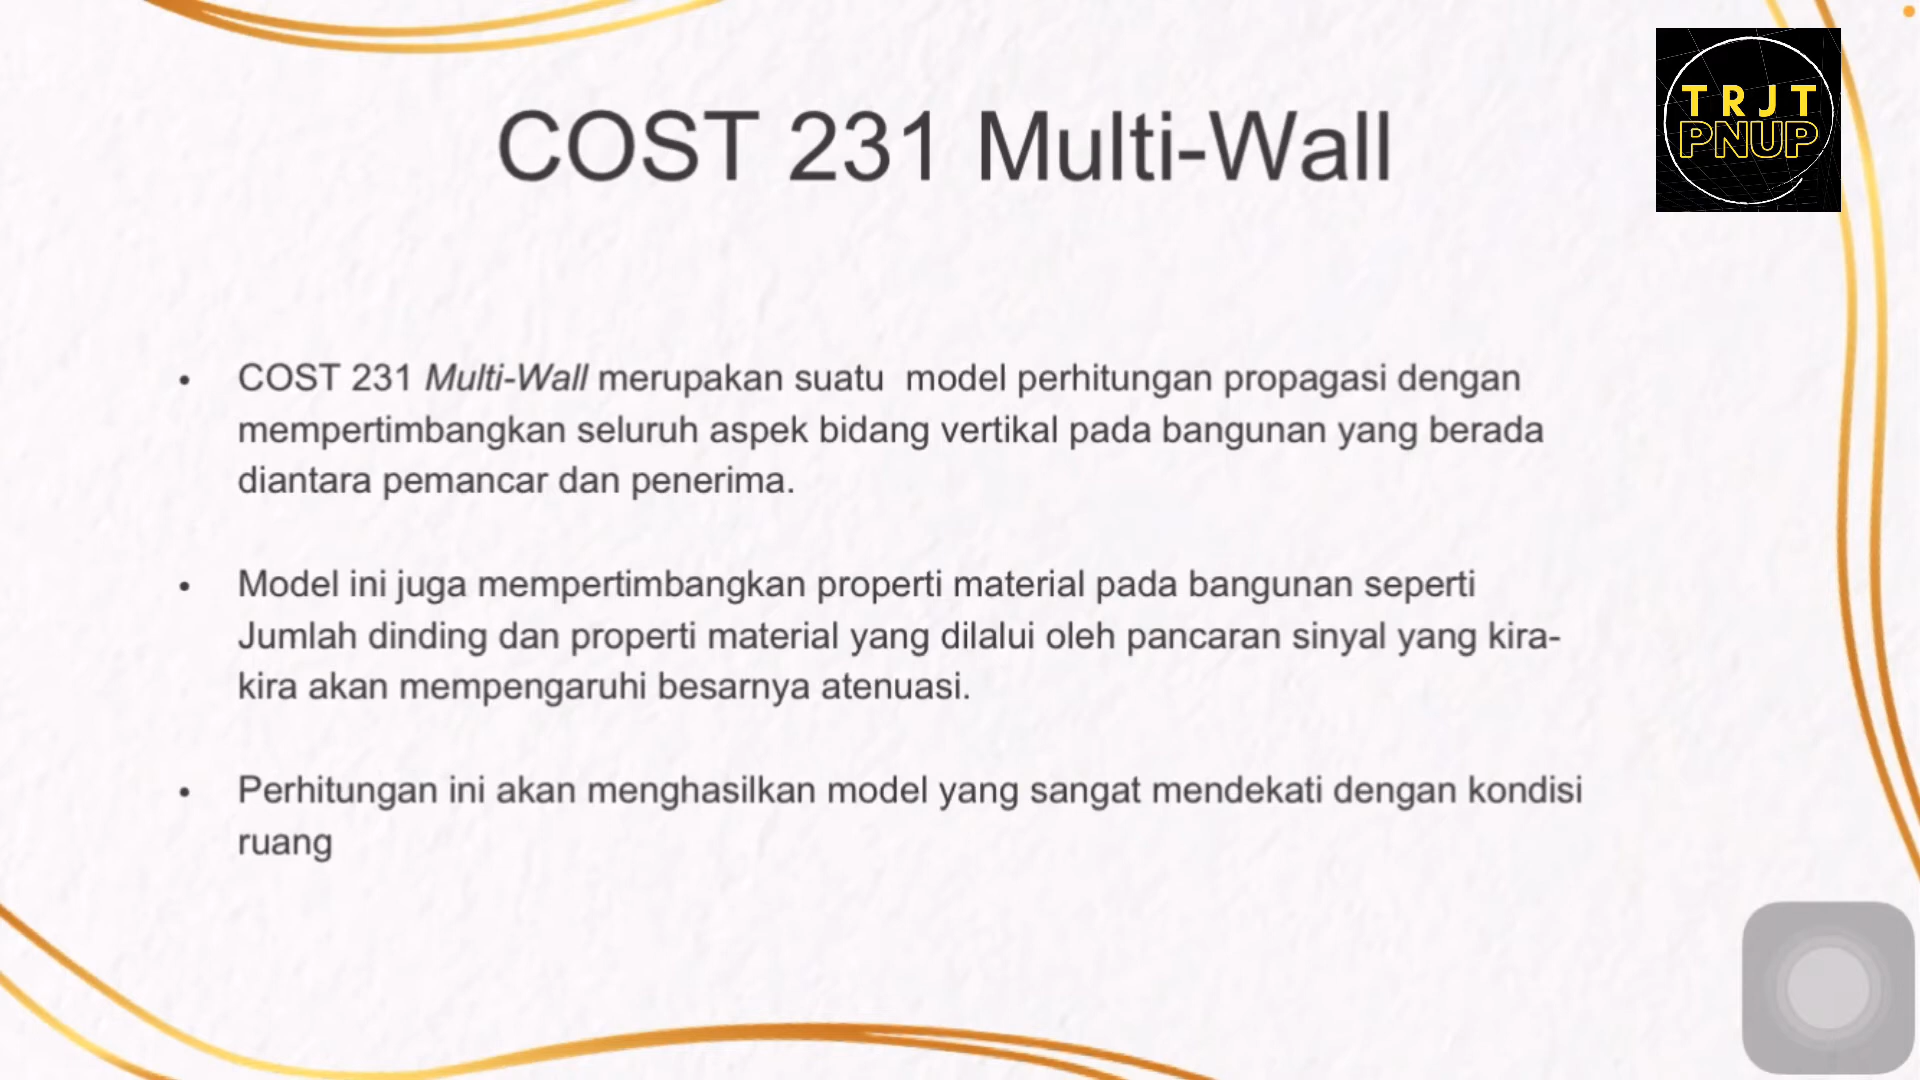 COST 231 Multi-Wall
TRJT
PNUP
• COST 231 Multi-Wall merupakan suatu  model perhitungan propagasi dengan
mempertimbangkan seluruh aspek bidang vertikal pada bangunan yang berada
diantara pemancar dan penerima.
• Model ini juga mempertimbangkan properti material pada bangunan seperti
Jumlah dinding dan properti material yang dilalui oleh pancaran sinyal yang kira-
kira akan mempengaruhi besarnya atenuasi.
• Perhitungan ini akan menghasilkan model yang sangat mendekati dengan kondisi
ruang